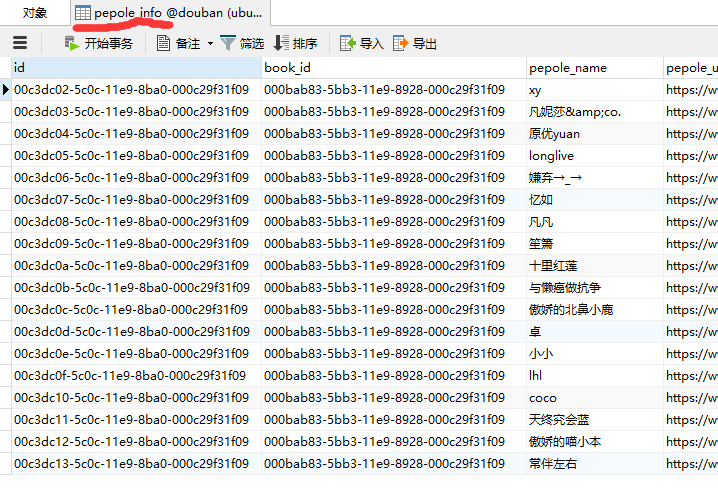 对象 pepole_info @douban (ubu...
开始事务 备注 筛选 排序 导入 导出
id book_id pepole_name pepole_u
00c3dc02-5c0c-11e9-8ba0-000c29f31f09 000bab83-5bb3-11e9-8928-000c29f31f09 xy https://w
00c3dc03-5c0c-11e9-8ba0-000c29f31f09 000bab83-5bb3-11e9-8928-000c29f31f09 凡妮莎&amp;co. https://w
00c3dc04-5c0c-11e9-8ba0-000c29f31f09 000bab83-5bb3-11e9-8928-000c29f31f09 原优yuan https://w
00c3dc05-5c0c-11e9-8ba0-000c29f31f09 000bab83-5bb3-11e9-8928-000c29f31f09 longlive https://w
00c3dc06-5c0c-11e9-8ba0-000c29f31f09 000bab83-5bb3-11e9-8928-000c29f31f09 嫌弃→_→ https://w
00c3dc07-5c0c-11e9-8ba0-000c29f31f09 000bab83-5bb3-11e9-8928-000c29f31f09 忆如 https://w
00c3dc08-5c0c-11e9-8ba0-000c29f31f09 000bab83-5bb3-11e9-8928-000c29f31f09 凡凡 https://w
00c3dc09-5c0c-11e9-8ba0-000c29f31f09 000bab83-5bb3-11e9-8928-000c29f31f09 笙箫 https://w
00c3dc0a-5c0c-11e9-8ba0-000c29f31f09 000bab83-5bb3-11e9-8928-000c29f31f09 十里红莲 https://w
00c3dc0b-5c0c-11e9-8ba0-000c29f31f09 000bab83-5bb3-11e9-8928-000c29f31f09 与懒癌做抗争 https://w
00c3dc0c-5c0c-11e9-8ba0-000c29f31f09 000bab83-5bb3-11e9-8928-000c29f31f09 傲娇的北鼻小鹿 https://w
00c3dc0d-5c0c-11e9-8ba0-000c29f31f09 000bab83-5bb3-11e9-8928-000c29f31f09 卓 https://w
00c3dc0e-5c0c-11e9-8ba0-000c29f31f09 000bab83-5bb3-11e9-8928-000c29f31f09 小小 https://w
00c3dc0f-5c0c-11e9-8ba0-000c29f31f09 000bab83-5bb3-11e9-8928-000c29f31f09 lhl https://w
00c3dc10-5c0c-11e9-8ba0-000c29f31f09 000bab83-5bb3-11e9-8928-000c29f31f09 coco https://w
00c3dc11-5c0c-11e9-8ba0-000c29f31f09 000bab83-5bb3-11e9-8928-000c29f31f09 天终究会蓝 https://w
00c3dc12-5c0c-11e9-8ba0-000c29f31f09 000bab83-5bb3-11e9-8928-000c29f31f09 傲娇的喵小本 https://w
00c3dc13-5c0c-11e9-8ba0-000c29f31f09 000bab83-5bb3-11e9-8928-000c29f31f09 常伴左右 https://w